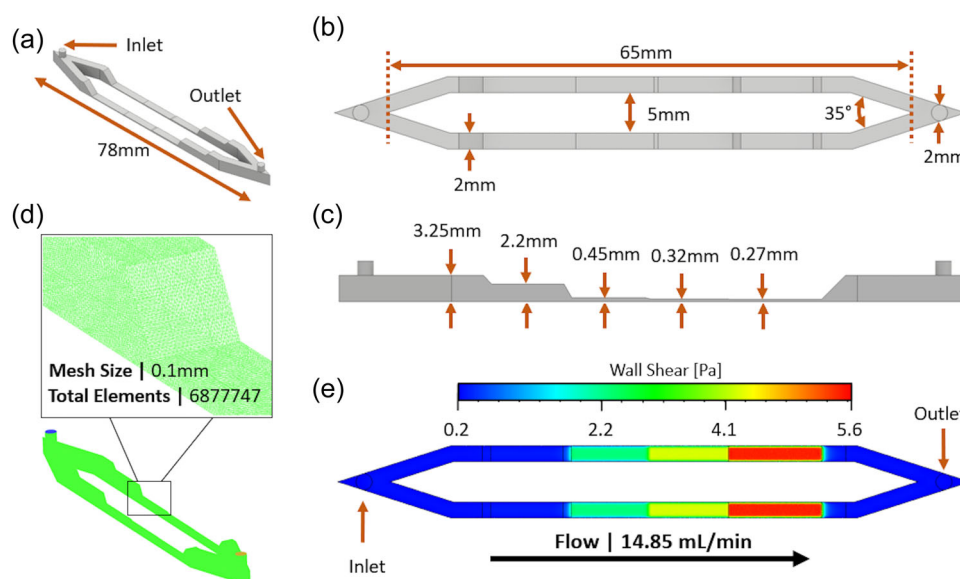 (a)
Inlet
Outlet
78mm
(b)
65mm
5mm
35°
2mm
2mm
(c)
3.25mm
2.2mm
0.45mm
0.32mm
0.27mm
(d)
Mesh Size | 0.1mm
Total Elements | 6877747
(e)
Wall Shear [Pa]
0.2 2.2 4.1 5.6
Outlet
Inlet
Flow | 14.85 mL/min